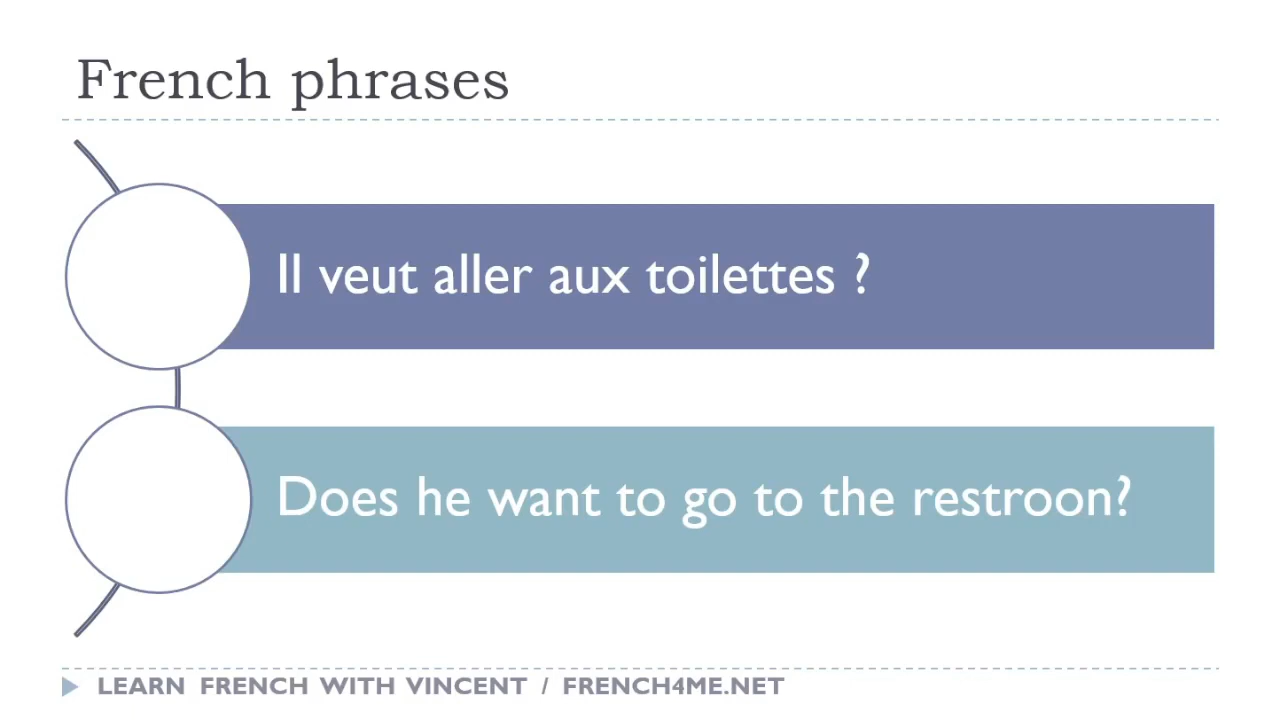 French phrases
Il veut aller aux toilettes ?
Does he want to go to the restroon?
LEARN FRENCH WITH VINCENT / FRENCH4ME.NET